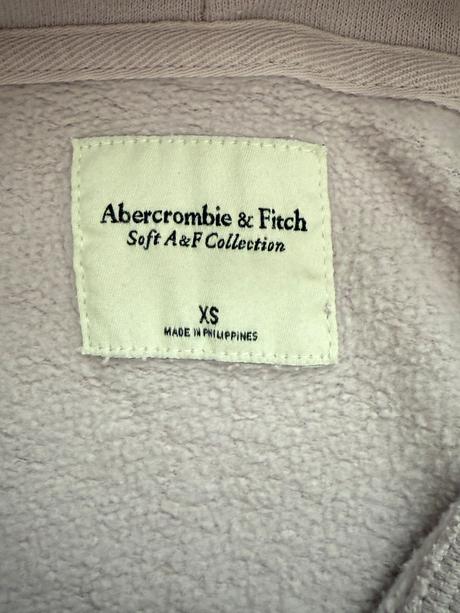 Abercrombie & Fitch
Soft A&F Collection
XS
MADE IN PHILIPPINES